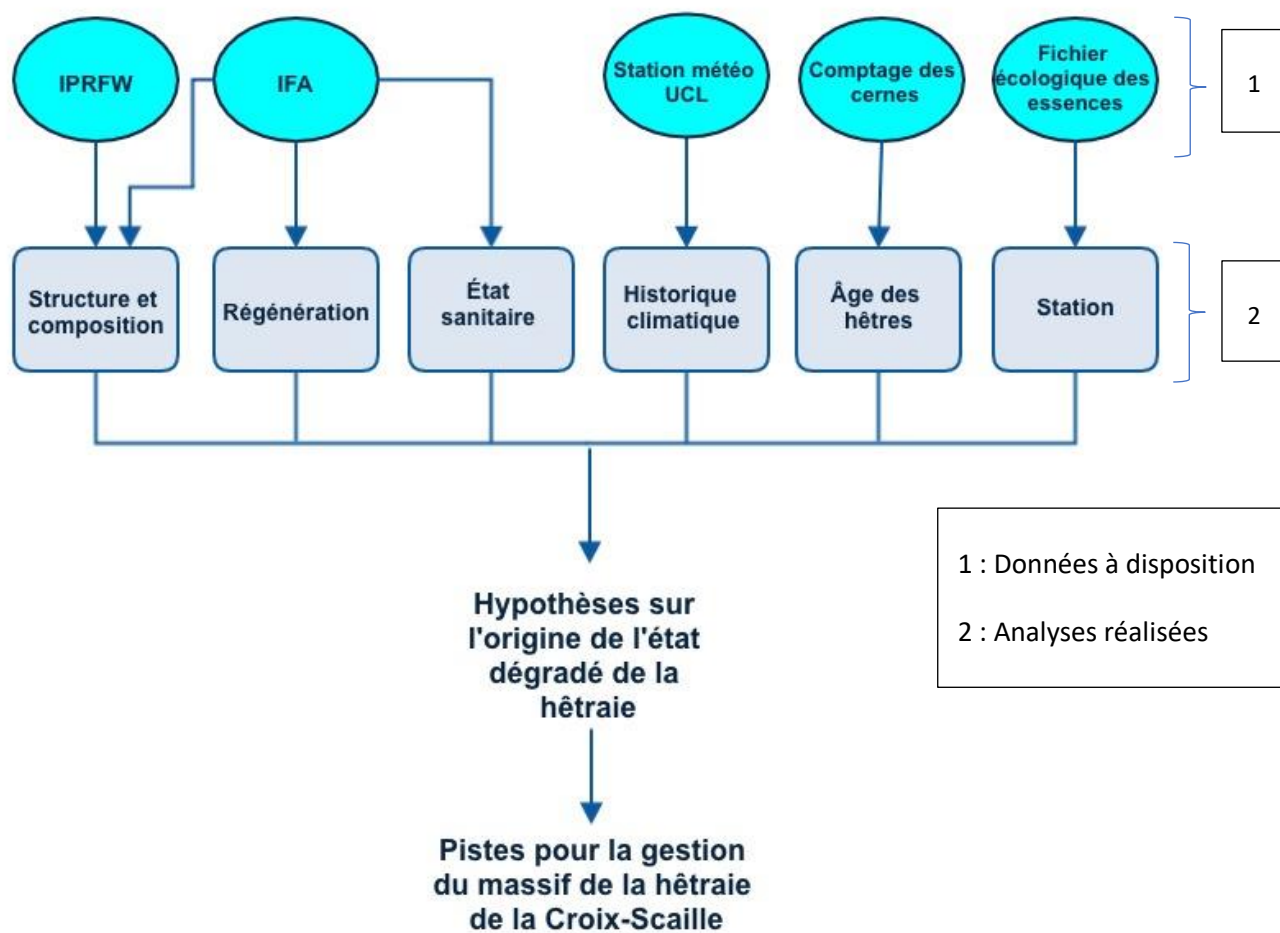 IPRFW
IFA
Station météo
UCL
Comptage des
cernes
Fichier
écologique des
essences
1
Structure et
composition
Régénération
État
sanitaire
Historique
climatique
Âge des
hêtres
Station
2
Hypothèses sur
l'origine de l'état
dégradé de la
hêtraie
1 : Données à disposition
2 : Analyses réalisées
Pistes pour la gestion
du massif de la hêtraie
de la Croix-Scaille